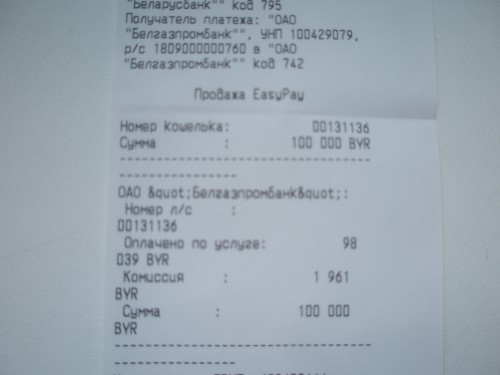 "Беларусбанк"" код 795
Получатель платежа: "ОАО
"Белгазпромбанк"", УНП 100429079,
р/с 1809000000760 в "ОАО
"Белгазпромбанк"" код 742
Продажа EasyPay
Номер кошелька: 00131136
Сумма : 100 000 BYR
------------------------------
--------------
ОАО &quot;Белгазпромбанк&quot;:
Номер л/с :
00131136
Оплачено по услуге: 98
039 BYR
Комиссия : 1 961
BYR
Сумма : 100 000
BYR
------------------------------
--------------